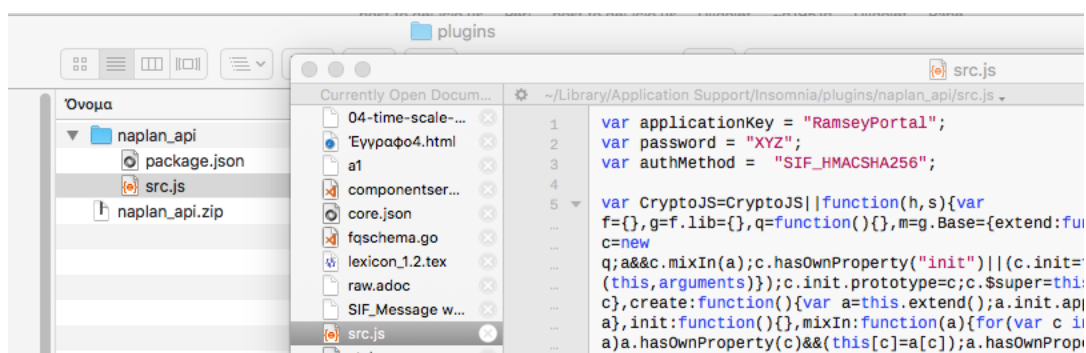 plugins
src.js
Currently Open Docum...
~/Library/Application Support/Insomnia/plugins/naplan_api/src.js
Όνομα
naplan_api
package.json
src.js
naplan_api.zip
04-time-scale-...
Έγγραφο4.html
a1
componentser...
core.json
fqschema.go
lexicon_1.2.tex
raw.adoc
SIF_Message w...
src.js
1 var applicationKey = "RamseyPortal";
2 var password = "XYZ";
3 var authMethod =  "SIF_HMACSHA256";
4
5 var CryptoJS=CryptoJS||function(h,s){var
f={},g=f.lib={},q=function(){},m=g.Base={extend:fu
c=new
q;a&&c.mixIn(a);c.hasOwnProperty("init")||(c.init=
(this,arguments)});c.init.prototype=c;c.$super=this
c},create:function(){var a=this.extend();a.init.app
a},init:function(){},mixIn:function(a){for(var c i
a)a.hasOwnProperty(c)&&(this[c]=a[c]);a.hasOwnPrope